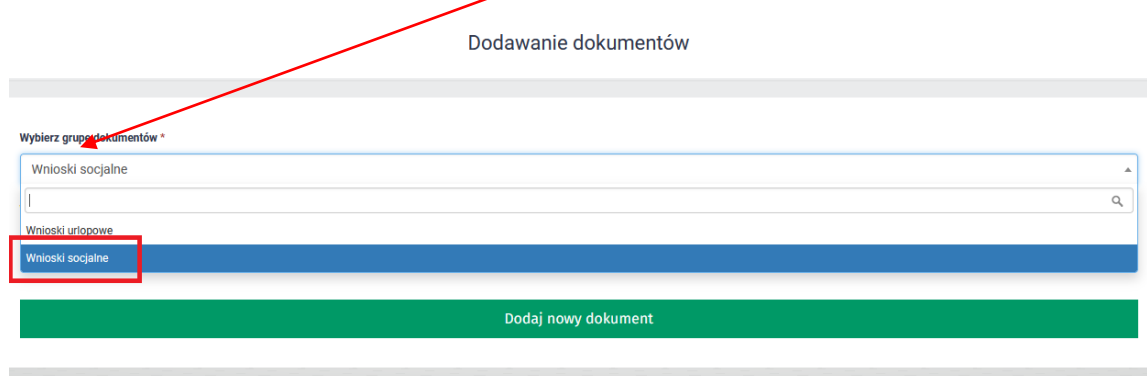 Dodawanie dokumentów
Wybierz grupę dokumentów *
Wnioski socjalne
Wnioski urlopowe
Wnioski socjalne
Dodaj nowy dokument